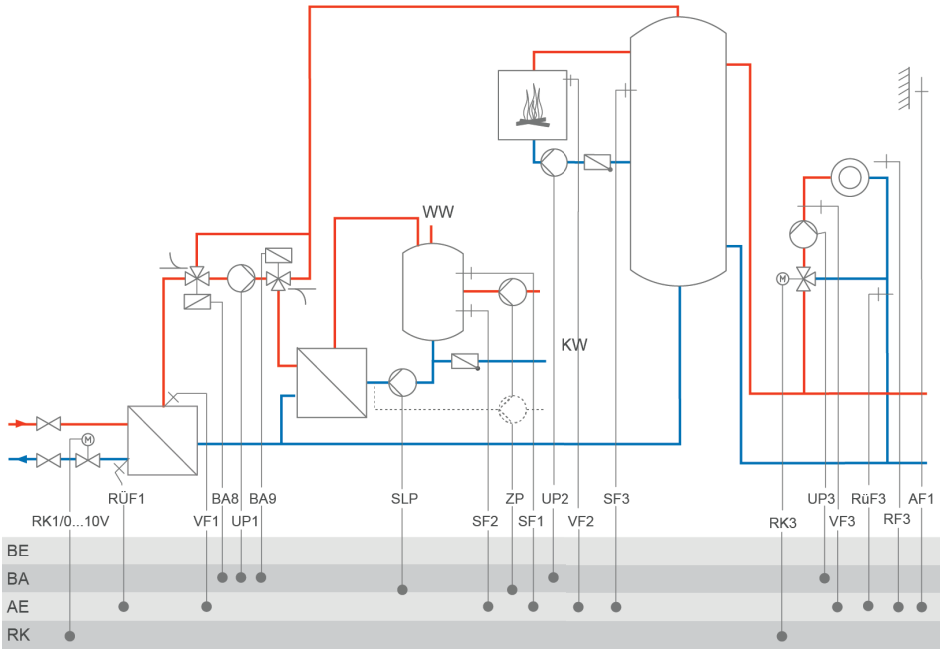 WW
KW
M
M
RÜF1
BA8
BA9
SLP
ZP
UP2
SF3
UP3
RüF3
AF1
RK1/0...10V
VF1
UP1
SF2
SF1
VF2
RK3
VF3
RF3
BE
BA
AE
RK